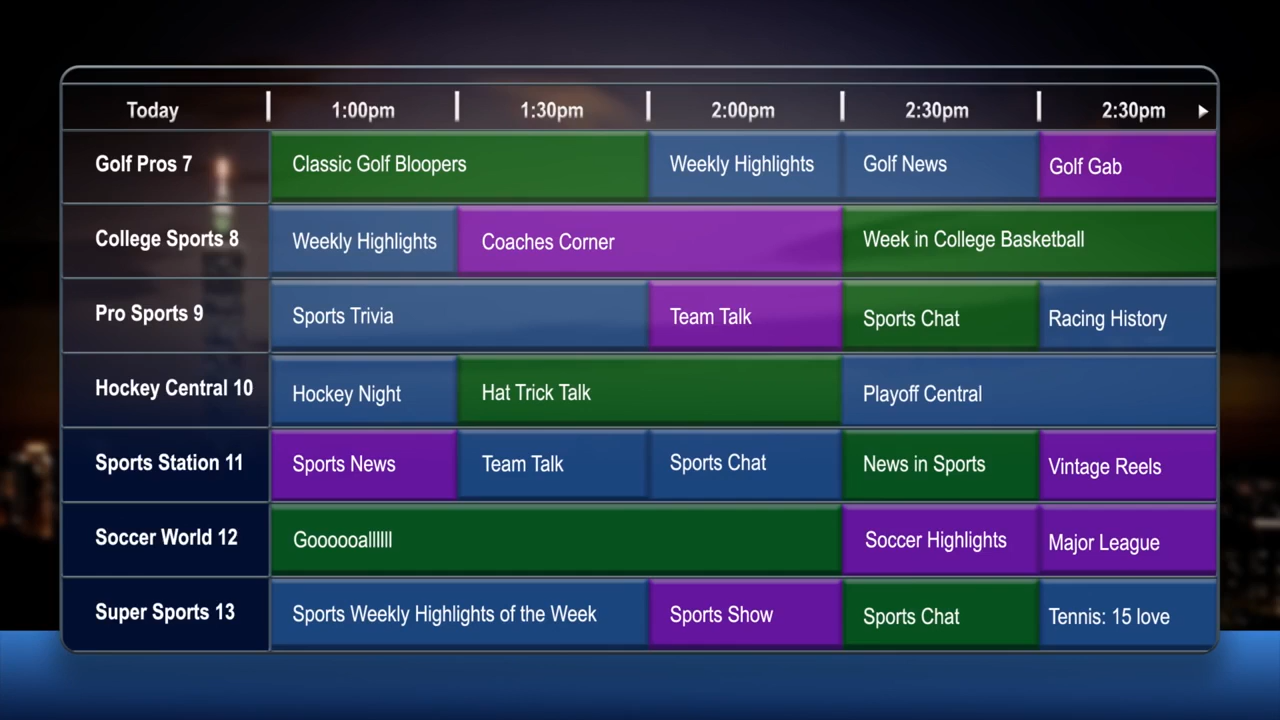 Today 1:00pm 1:30pm 2:00pm 2:30pm 2:30pm
Golf Pros 7 Classic Golf Bloopers Weekly Highlights Golf News Golf Gab
College Sports 8 Weekly Highlights Coaches Corner Week in College Basketball
Pro Sports 9 Sports Trivia Team Talk Sports Chat Racing History
Hockey Central 10 Hockey Night Hat Trick Talk Playoff Central
Sports Station 11 Sports News Team Talk Sports Chat News in Sports Vintage Reels
Soccer World 12 Goooooallllll Soccer Highlights Major League
Super Sports 13 Sports Weekly Highlights of the Week Sports Show Sports Chat Tennis: 15 love